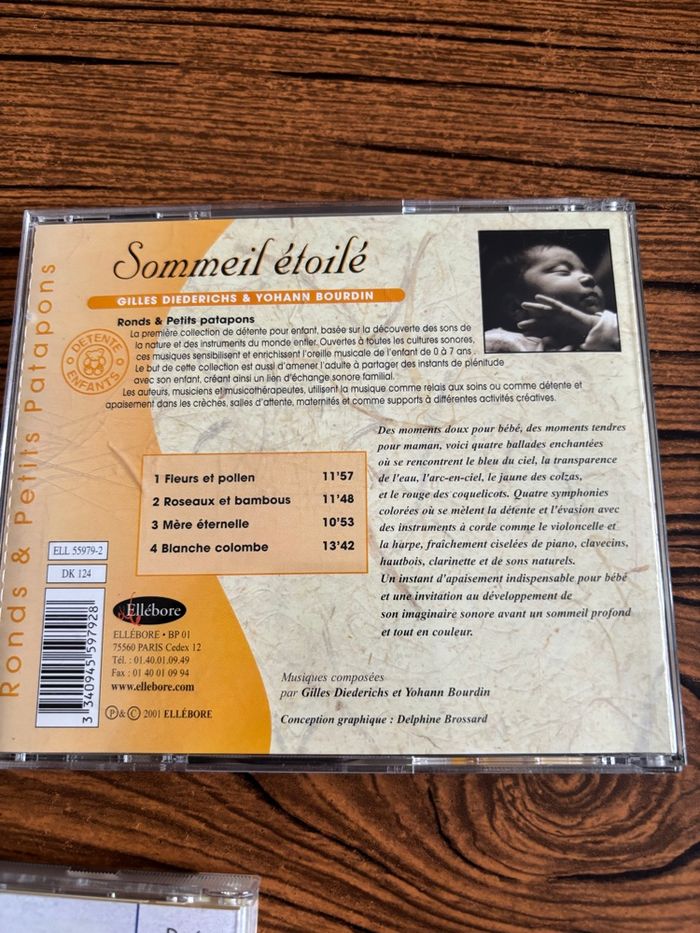 Sommeil étoilé
GILLES DIEDERICHS & YOHANN BOURDIN
Ronds & Petits patapons
La première collection de détente pour enfant, basée sur la découverte des sons de
la nature et des instruments du monde entier. Ouvertes à toutes les cultures sonores,
ces musiques sensibilisent et enrichissent l'oreille musicale de l'enfant de 0 à 7 ans .
Le but de cette collection est aussi d'amener l'adulte à partager des instants de plénitude
avec son enfant, créant ainsi un lien d'échange sonore familial.
Les auteurs, musiciens et musicothérapeutes, utilisent la musique comme relais aux soins ou comme détente et
apaisement dans les crèches, salles d'attente, maternités et comme supports à différentes activités créatives.
DÉTENTE
ENFANTS
Ronds & Petits Patapons
1 Fleurs et pollen 11'57
2 Roseaux et bambous 11'48
3 Mère éternelle 10'53
4 Blanche colombe 13'42
Des moments doux pour bébé, des moments tendres
pour maman, voici quatre ballades enchantées
où se rencontrent le bleu du ciel, la transparence
de l'eau, l'arc-en-ciel, le jaune des colzas,
et le rouge des coquelicots. Quatre symphonies
colorées où se mèlent la détente et l'évasion avec
des instruments à corde comme le violoncelle et
la harpe, fraîchement ciselées de piano, clavecins,
hautbois, clarinette et de sons naturels.
Un instant d'apaisement indispensable pour bébé
et une invitation au développement de
son imaginaire sonore avant un sommeil profond
et tout en couleur.
ELL 55979-2
DK 124
3 340945 597928
Ellébore
ELLÉBORE • BP 01
75560 PARIS Cedex 12
Tél. : 01.40.01.09.49
Fax : 01 40 01 09 94
www.ellebore.com
℗ & © 2001 ELLÉBORE
Musiques composées
par Gilles Diederichs et Yohann Bourdin
Conception graphique : Delphine Brossard